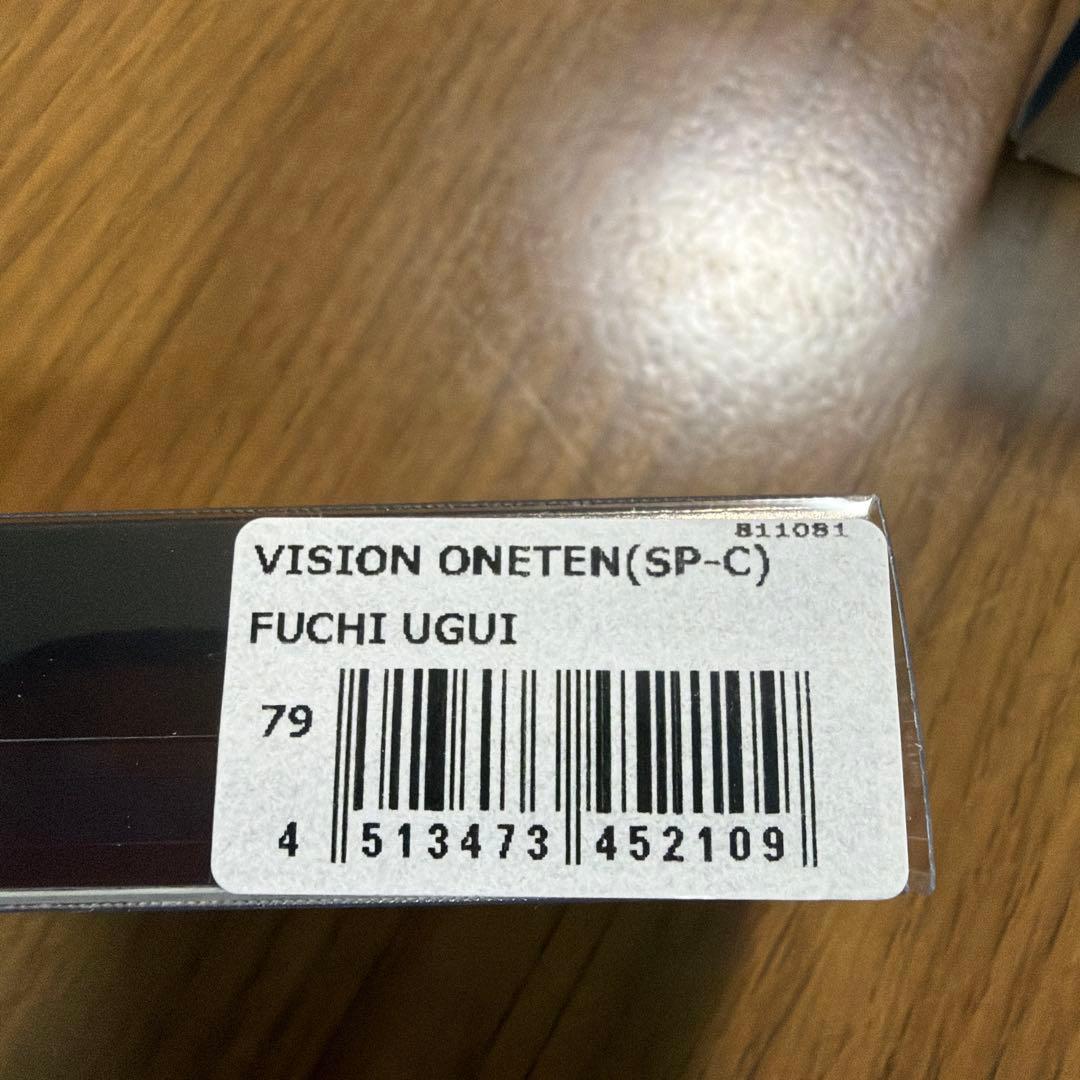 811081
VISION ONETEN(SP-C)
FUCHI UGUI
79
4 513473 452109